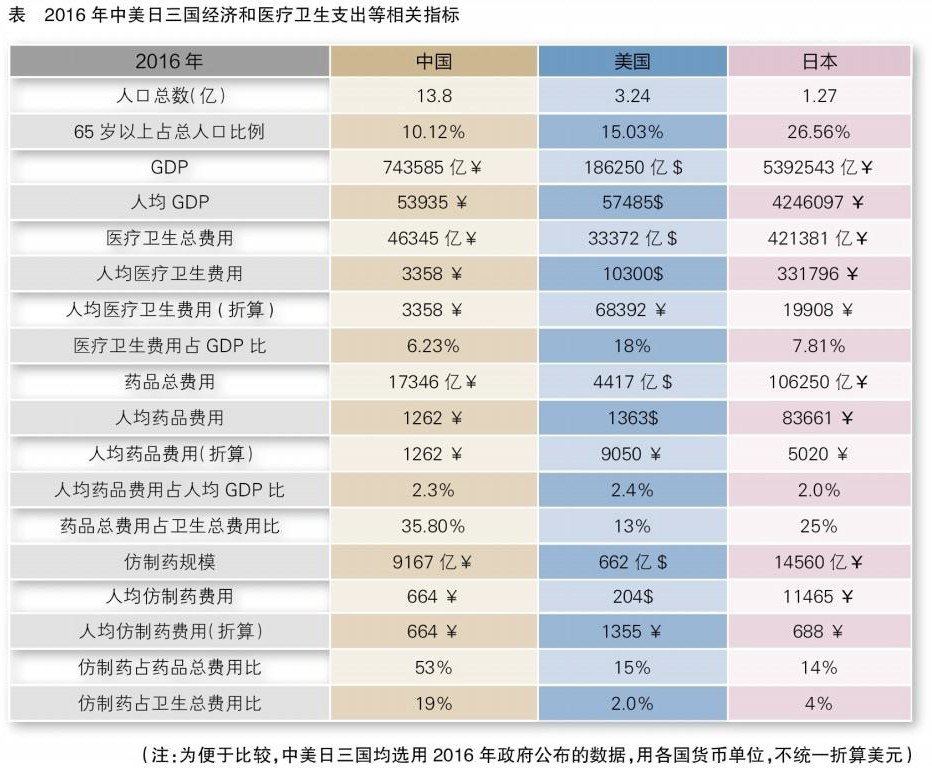 表 2016 年中美日三国经济和医疗卫生支出等相关指标
2016 年 中国 美国 日本
人口总数(亿) 13.8 3.24 1.27
65 岁以上占总人口比例 10.12% 15.03% 26.56%
GDP 743585 亿¥ 186250 亿$ 5392543 亿¥
人均 GDP 53935 ¥ 57485$ 4246097 ¥
医疗卫生总费用 46345 亿¥ 33372 亿$ 421381 亿¥
人均医疗卫生费用 3358 ¥ 10300$ 331796 ¥
人均医疗卫生费用(折算) 3358 ¥ 68392 ¥ 19908 ¥
医疗卫生费用占 GDP 比 6.23% 18% 7.81%
药品总费用 17346 亿¥ 4417 亿$ 106250 亿¥
人均药品费用 1262 ¥ 1363$ 83661 ¥
人均药品费用(折算) 1262 ¥ 9050 ¥ 5020 ¥
人均药品费用占人均 GDP 比 2.3% 2.4% 2.0%
药品总费用占卫生总费用比 35.80% 13% 25%
仿制药规模 9167 亿¥ 662 亿$ 14560 亿¥
人均仿制药费用 664 ¥ 204$ 11465 ¥
人均仿制药费用(折算) 664 ¥ 1355 ¥ 688 ¥
仿制药占药品总费用比 53% 15% 14%
仿制药占卫生总费用比 19% 2.0% 4%
(注:为便于比较,中美日三国均选用 2016 年政府公布的数据,用各国货币单位,不统一折算美元)